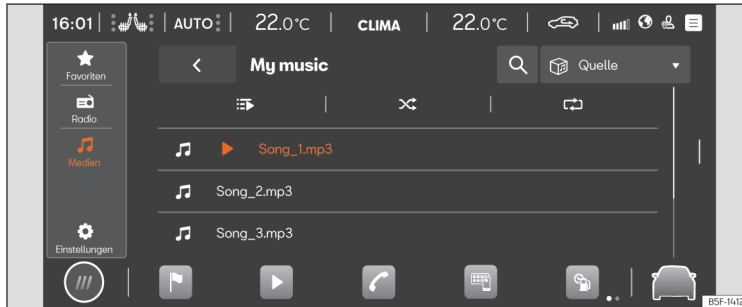 16:01 AUTO 22.0°C CLIMA 22.0°C
Favoriten
My music
Quelle
Radio
Medien
Song_1.mp3
Song_2.mp3
Song_3.mp3
Einstellungen
B5F-1412